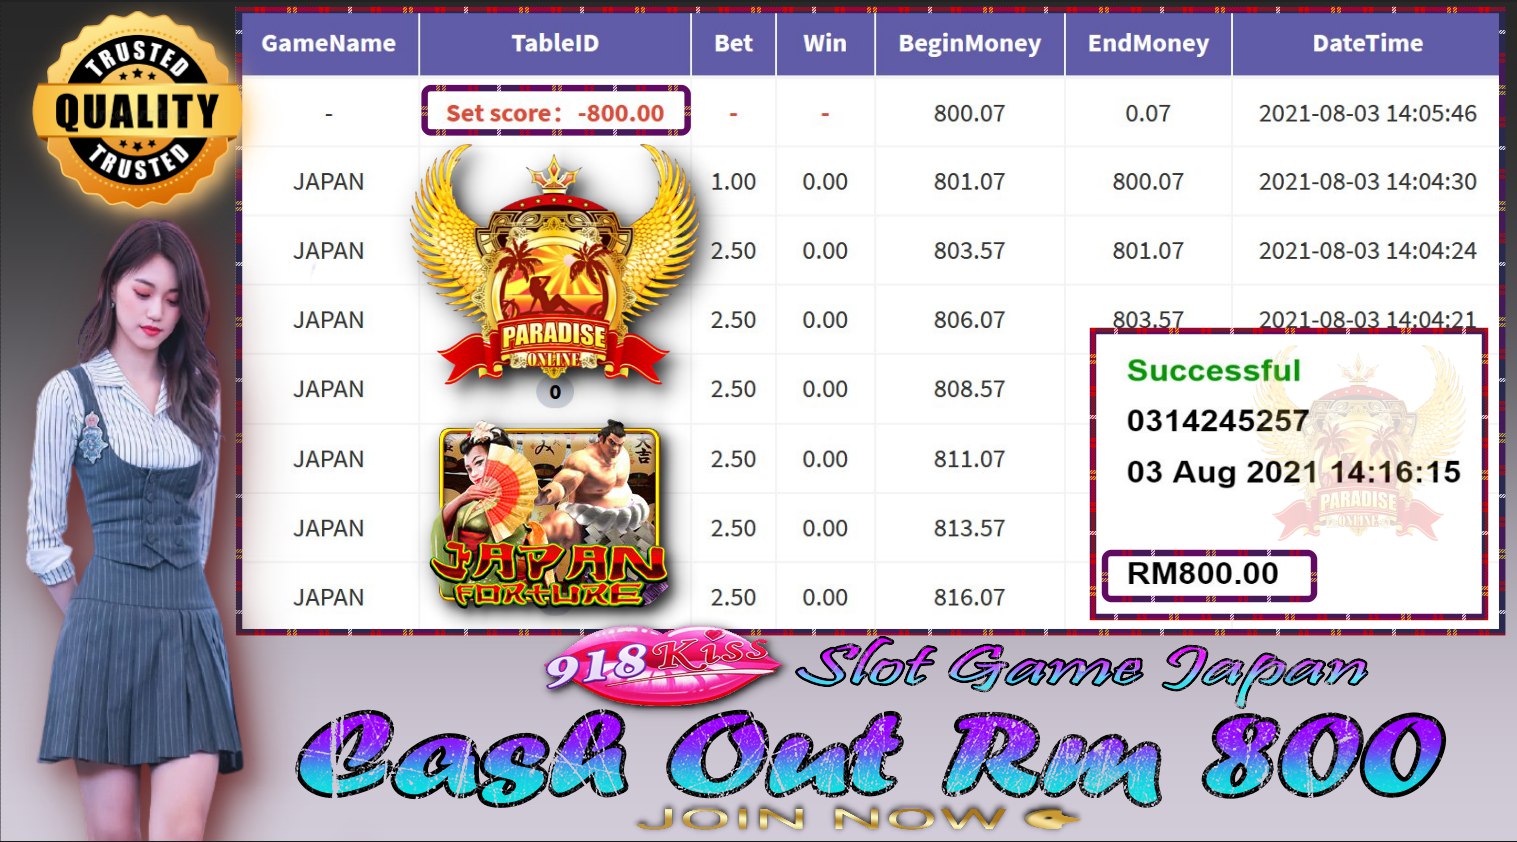 TRUSTED
QUALITY
TRUSTED
GameName TableID Bet Win BeginMoney EndMoney DateTime
- Set score: -800.00 - - 800.07 0.07 2021-08-03 14:05:46
JAPAN 1.00 0.00 801.07 800.07 2021-08-03 14:04:30
JAPAN 2.50 0.00 803.57 801.07 2021-08-03 14:04:24
JAPAN 2.50 0.00 806.07 803.57 2021-08-03 14:04:21
PARADISE
ONLINE
JAPAN 0 2.50 0.00 808.57
JAPAN 2.50 0.00 811.07
JAPAN 2.50 0.00 813.57
JAPAN 2.50 0.00 816.07
大吉
み
JAPAN
FORTURE
Successful
0314245257
03 Aug 2021 14:16:15
PARADISE
ONLINE
RM800.00
918Kiss Slot Game Japan
Cash Out Rm 800
JOIN NOW